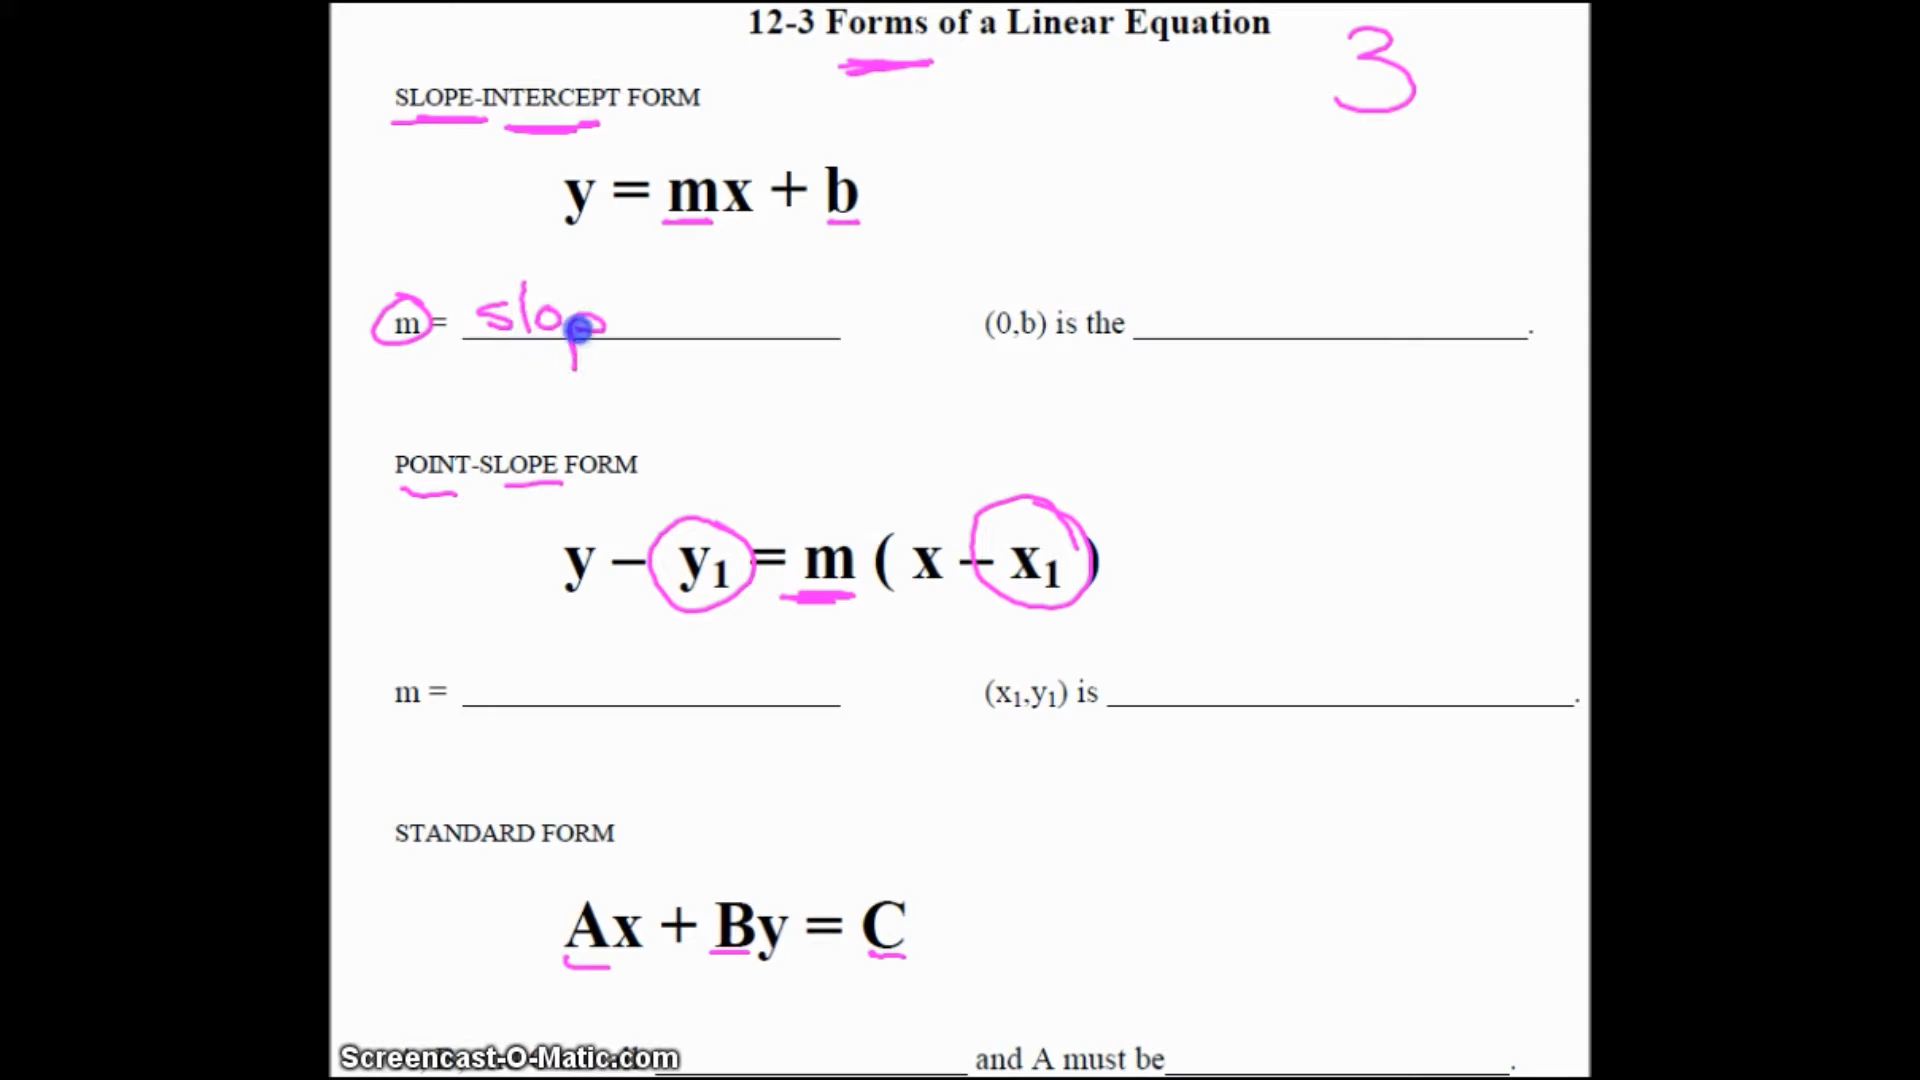 12-3 Forms of a Linear Equation
3
SLOPE-INTERCEPT FORM
y = mx + b
m = slop (0,b) is the .
POINT-SLOPE FORM
y – y₁ = m ( x – x₁ )
m = (x₁,y₁) is .
STANDARD FORM
Ax + By = C
Screencast-O-Matic.com and A must be .